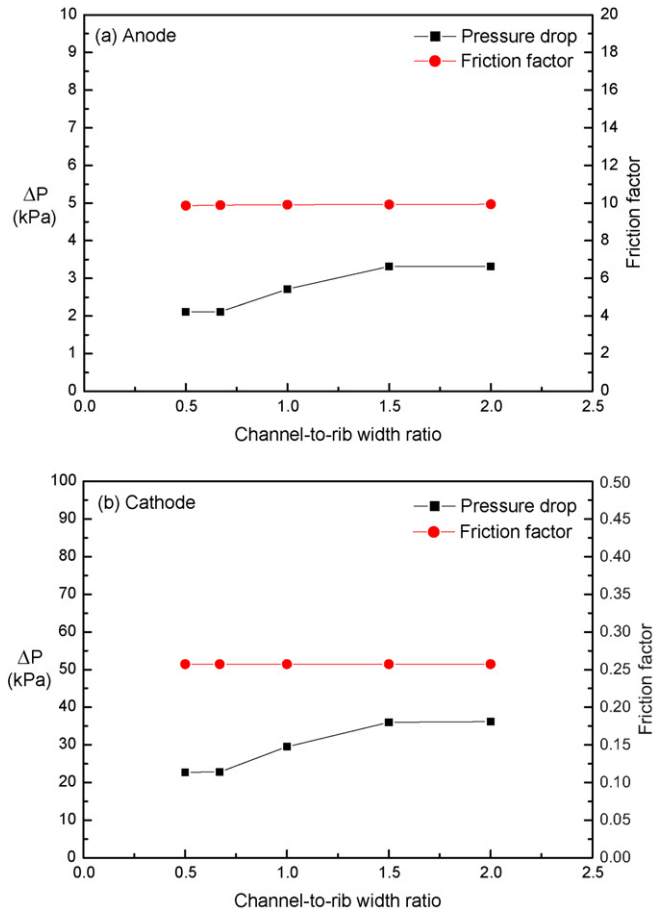 (a) Anode
Pressure drop
Friction factor
10
9
8
7
6
5
4
3
2
1
0
ΔP
(kPa)
20
18
16
14
12
10
8
6
4
2
0
Friction factor
0.0 0.5 1.0 1.5 2.0 2.5
Channel-to-rib width ratio
(b) Cathode
Pressure drop
Friction factor
100
90
80
70
60
50
40
30
20
10
0
ΔP
(kPa)
0.50
0.45
0.40
0.35
0.30
0.25
0.20
0.15
0.10
0.05
0.00
Friction factor
0.0 0.5 1.0 1.5 2.0 2.5
Channel-to-rib width ratio